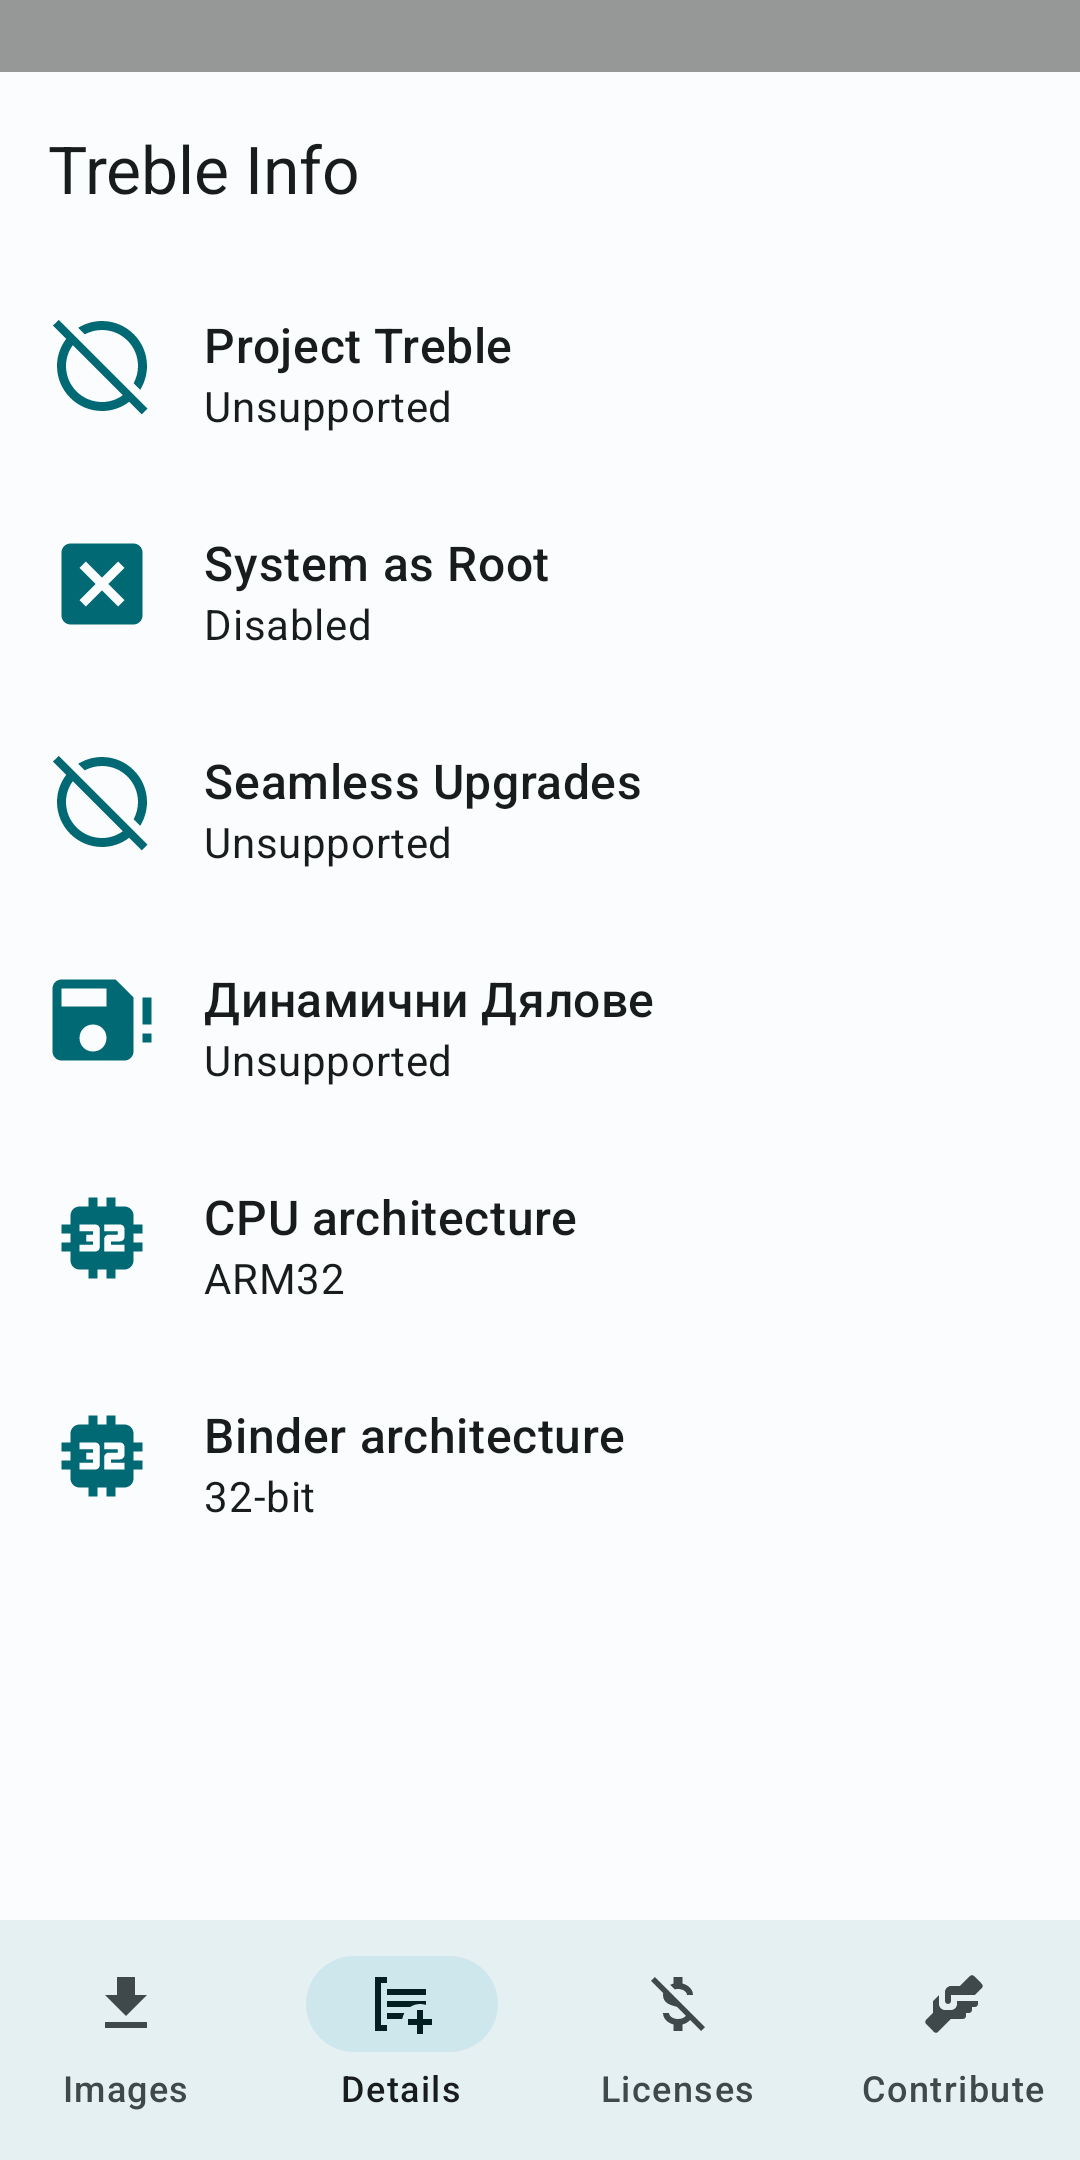 Treble Info
Project Treble
Unsupported
System as Root
Disabled
Seamless Upgrades
Unsupported
Динамични Дялове
Unsupported
32
CPU architecture
ARM32
32
Binder architecture
32-bit
Images
Details
Licenses
Contribute